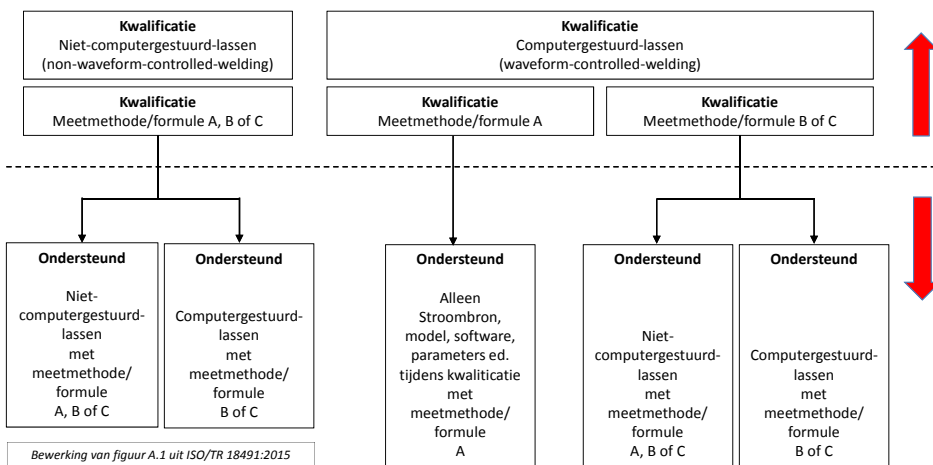 Kwalificatie
Niet-computergestuurd-lassen
(non-waveform-controlled-welding)
Kwalificatie
Computergestuurd-lassen
(waveform-controlled-welding)
Kwalificatie
Meetmethode/formule A, B of C
Kwalificatie
Meetmethode/formule A
Kwalificatie
Meetmethode/formule B of C
Ondersteund
Niet-
computergestuurd-
lassen
met
meetmethode/
formule
A, B of C
Ondersteund
Computergestuurd-
lassen
met
meetmethode/
formule
B of C
Ondersteund
Alleen
Stroombron,
model, software,
parameters ed.
tijdens kwaliticatie
met
meetmethode/
formule
A
Ondersteund
Niet-
computergestuurd-
lassen
met
meetmethode/
formule
A, B of C
Ondersteund
Computergestuurd-
lassen
met
meetmethode/
formule
B of C
Bewerking van figuur A.1 uit ISO/TR 18491:2015